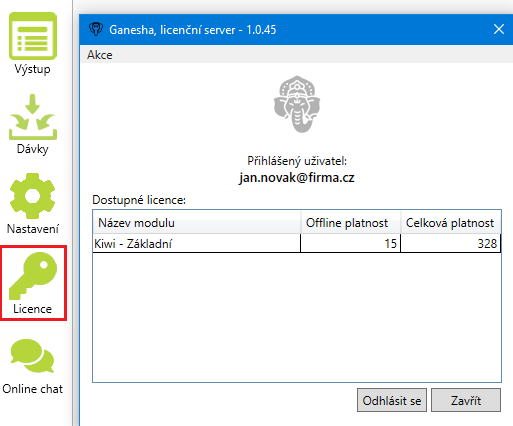 Výstup
Dávky
Nastavení
Licence
Online chat
Ganesha, licenční server - 1.0.45
Akce
Přihlášený uživatel:
jan.novak@firma.cz
Dostupné licence:
Název modulu Offline platnost Celková platnost
Kiwi - Základní 15 328
Odhlásit se Zavřít